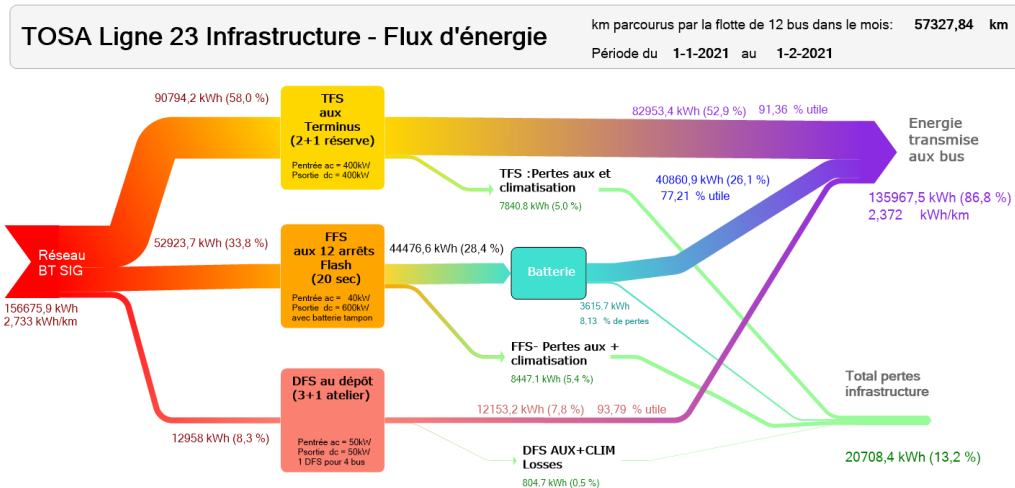 TOSA Ligne 23 Infrastructure - Flux d'énergie
km parcourus par la flotte de 12 bus dans le mois: 57327,84 km
Période du 1-1-2021 au 1-2-2021
90794,2 kWh (58,0 %)
TFS
aux
Terminus
(2+1 réserve)
Pentrée ac = 400kW
Psortie dc = 400kW
82953,4 kWh (52,9 %) 91,36 % utile
Energie
transmise
aux bus
135967,5 kWh (86,8 %)
2,372 kWh/km
TFS :Pertes aux et
climatisation
7840,8 kWh (5,0 %)
40860,9 kWh (26,1 %)
77,21 % utile
Réseau
BT SIG
156675,9 kWh
2,733 kWh/km
52923,7 kWh (33,8 %)
FFS
aux 12 arrêts
Flash
(20 sec)
Pentrée ac = 40kW
Psortie dc = 600kW
avec batterie tampon
44476,6 kWh (28,4 %)
Batterie
3615,7 kWh
8,13 % de pertes
FFS- Pertes aux +
climatisation
8447,1 kWh (5,4 %)
12958 kWh (8,3 %)
DFS au dépôt
(3+1 atelier)
Pentrée ac = 50kW
Psortie dc = 50kW
1 DFS pour 4 bus
12153,2 kWh (7,8 %) 93,79 % utile
DFS AUX+CLIM
Losses
804,7 kWh (0,5 %)
Total pertes
infrastructure
20708,4 kWh (13,2 %)